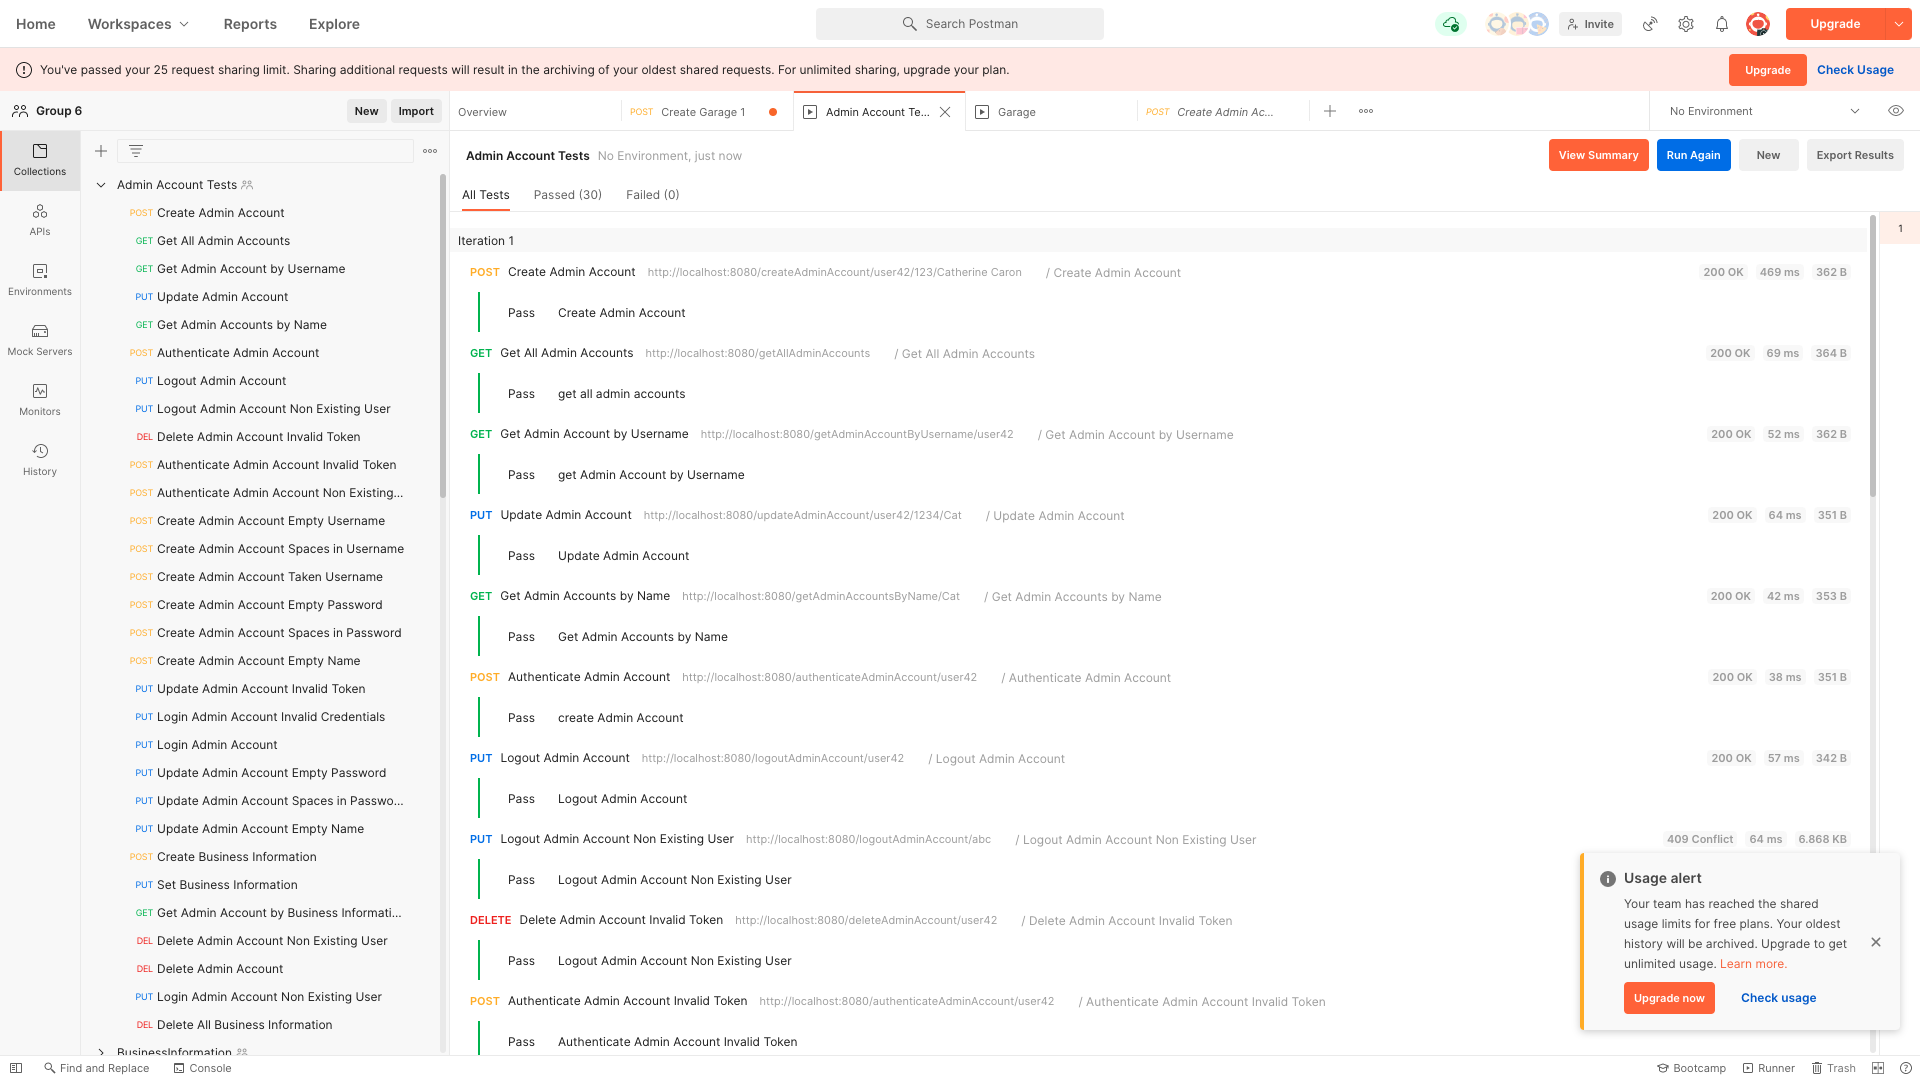 Home
Workspaces
Reports
Explore
Search Postman
Invite
Upgrade
You've passed your 25 request sharing limit. Sharing additional requests will result in the archiving of your oldest shared requests. For unlimited sharing, upgrade your plan.
Upgrade
Check Usage
Group 6
New
Import
Overview
POST Create Garage 1
Admin Account Te...
Garage
POST Create Admin Ac...
No Environment
Collections
APIs
Environments
Mock Servers
Monitors
History
Admin Account Tests
POST Create Admin Account
GET Get All Admin Accounts
GET Get Admin Account by Username
PUT Update Admin Account
GET Get Admin Accounts by Name
POST Authenticate Admin Account
PUT Logout Admin Account
PUT Logout Admin Account Non Existing User
DEL Delete Admin Account Invalid Token
POST Authenticate Admin Account Invalid Token
POST Authenticate Admin Account Non Existing...
POST Create Admin Account Empty Username
POST Create Admin Account Spaces in Username
POST Create Admin Account Taken Username
POST Create Admin Account Empty Password
POST Create Admin Account Spaces in Password
POST Create Admin Account Empty Name
PUT Update Admin Account Invalid Token
PUT Login Admin Account Invalid Credentials
PUT Login Admin Account
PUT Update Admin Account Empty Password
PUT Update Admin Account Spaces in Passwo...
PUT Update Admin Account Empty Name
POST Create Business Information
PUT Set Business Information
GET Get Admin Account by Business Informati...
DEL Delete Admin Account Non Existing User
DEL Delete Admin Account
PUT Login Admin Account Non Existing User
DEL Delete All Business Information
BusinessInformation
Admin Account Tests No Environment, just now
View Summary
Run Again
New
Export Results
All Tests
Passed (30)
Failed (0)
1
Iteration 1
POST Create Admin Account http://localhost:8080/createAdminAccount/user42/123/Catherine Caron / Create Admin Account 200 OK 469 ms 362 B
Pass Create Admin Account
GET Get All Admin Accounts http://localhost:8080/getAllAdminAccounts / Get All Admin Accounts 200 OK 69 ms 364 B
Pass get all admin accounts
GET Get Admin Account by Username http://localhost:8080/getAdminAccountByUsername/user42 / Get Admin Account by Username 200 OK 52 ms 362 B
Pass get Admin Account by Username
PUT Update Admin Account http://localhost:8080/updateAdminAccount/user42/1234/Cat / Update Admin Account 200 OK 64 ms 351 B
Pass Update Admin Account
GET Get Admin Accounts by Name http://localhost:8080/getAdminAccountsByName/Cat / Get Admin Accounts by Name 200 OK 42 ms 353 B
Pass Get Admin Accounts by Name
POST Authenticate Admin Account http://localhost:8080/authenticateAdminAccount/user42 / Authenticate Admin Account 200 OK 38 ms 351 B
Pass create Admin Account
PUT Logout Admin Account http://localhost:8080/logoutAdminAccount/user42 / Logout Admin Account 200 OK 57 ms 342 B
Pass Logout Admin Account
PUT Logout Admin Account Non Existing User http://localhost:8080/logoutAdminAccount/abc / Logout Admin Account Non Existing User 409 Conflict 64 ms 6.868 KB
Pass Logout Admin Account Non Existing User
DELETE Delete Admin Account Invalid Token http://localhost:8080/deleteAdminAccount/user42 / Delete Admin Account Invalid Token
Pass Logout Admin Account Non Existing User
POST Authenticate Admin Account Invalid Token http://localhost:8080/authenticateAdminAccount/user42 / Authenticate Admin Account Invalid Token
Pass Authenticate Admin Account Invalid Token
Usage alert
Your team has reached the shared
usage limits for free plans. Your oldest
history will be archived. Upgrade to get
unlimited usage. Learn more.
Upgrade now
Check usage
Find and Replace
Console
Bootcamp
Runner
Trash